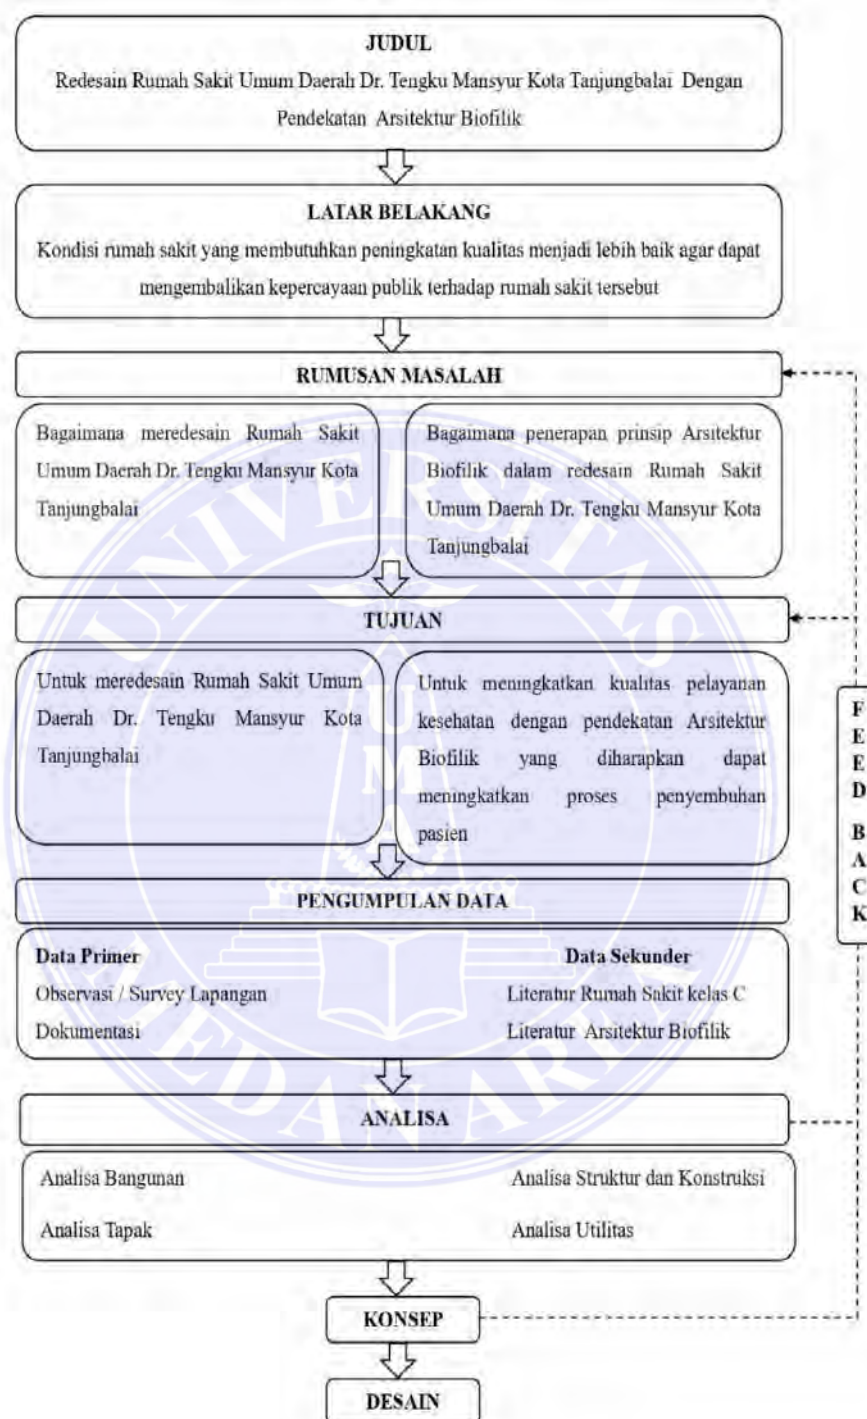 JUDUL
Redesain Rumah Sakit Umum Daerah Dr. Tengku Mansyur Kota Tanjungbalai Dengan
Pendekatan Arsitektur Biofilik
LATAR BELAKANG
Kondisi rumah sakit yang membutuhkan peningkatan kualitas menjadi lebih baik agar dapat
mengembalikan kepercayaan publik terhadap rumah sakit tersebut
RUMUSAN MASALAH
Bagaimana meredesain Rumah Sakit
Umum Daerah Dr. Tengku Mansyur Kota
Tanjungbalai
Bagaimana penerapan prinsip Arsitektur
Biofilik dalam redesain Rumah Sakit
Umum Daerah Dr. Tengku Mansyur Kota
Tanjungbalai
TUJUAN
Untuk meredesain Rumah Sakit Umum
Daerah Dr. Tengku Mansyur Kota
Tanjungbalai
Untuk meningkatkan kualitas pelayanan
kesehatan dengan pendekatan Arsitektur
Biofilik yang diharapkan dapat
meningkatkan proses penyembuhan
pasien
PENGUMPULAN DATA
Data Primer
Observasi / Survey Lapangan
Dokumentasi
Data Sekunder
Literatur Rumah Sakit kelas C
Literatur Arsitektur Biofilik
ANALISA
Analisa Bangunan
Analisa Tapak
Analisa Struktur dan Konstruksi
Analisa Utilitas
KONSEP
DESAIN
FEED BACK
UNIVERSITAS
MEDAN AREA
UMA